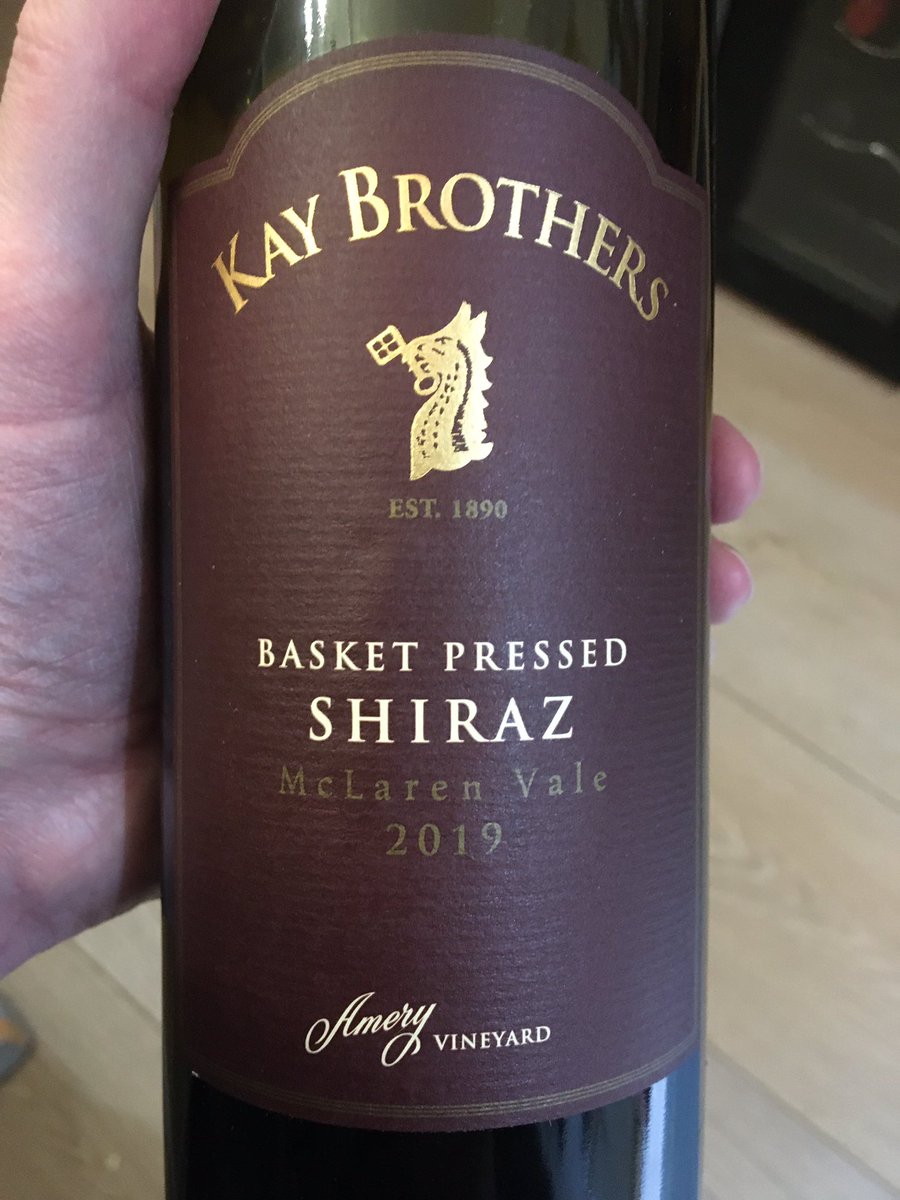 KAY BROTHERS
EST. 1890
BASKET PRESSED
SHIRAZ
McLaren Vale
2019
Amery VINEYARD